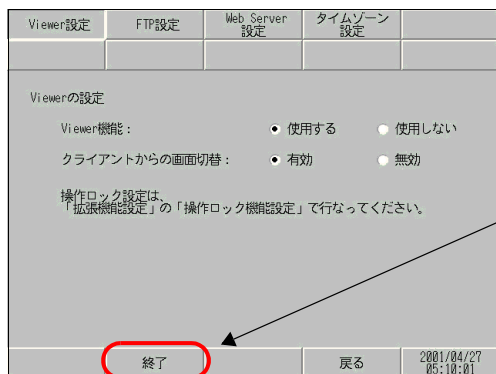 Viewer設定
FTP設定
Web Server
設定
タイムゾーン
設定
Viewerの設定
Viewer機能： 使用する 使用しない
クライアントからの画面切替： 有効 無効
操作ロック設定は、
「拡張機能設定」の「操作ロック機能設定」で行なってください。
終了
戻る
2001/04/27
05:10:01